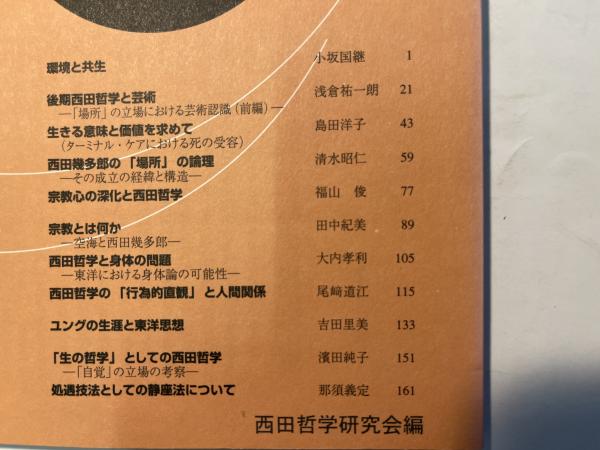 環境と共生 小坂国継 1
後期西田哲学と芸術 浅倉祐一朗 21
―「場所」の立場における芸術認識(前編)―
生きる意味と価値を求めて 島田洋子 43
(ターミナル・ケアにおける死の受容)
西田幾多郎の「場所」の論理 清水昭仁 59
―その成立の経緯と構造―
宗教心の深化と西田哲学 福山 俊 77
宗教とは何か 田中紀美 89
―空海と西田幾多郎―
西田哲学と身体の問題 大内孝利 105
―東洋における身体論の可能性―
西田哲学の「行為的直観」と人間関係 尾﨑道江 115
ユングの生涯と東洋思想 吉田里美 133
「生の哲学」としての西田哲学 濱田純子 151
―「自覚」の立場の考察―
処遇技法としての静座法について 那須義定 161
西田哲学研究会編